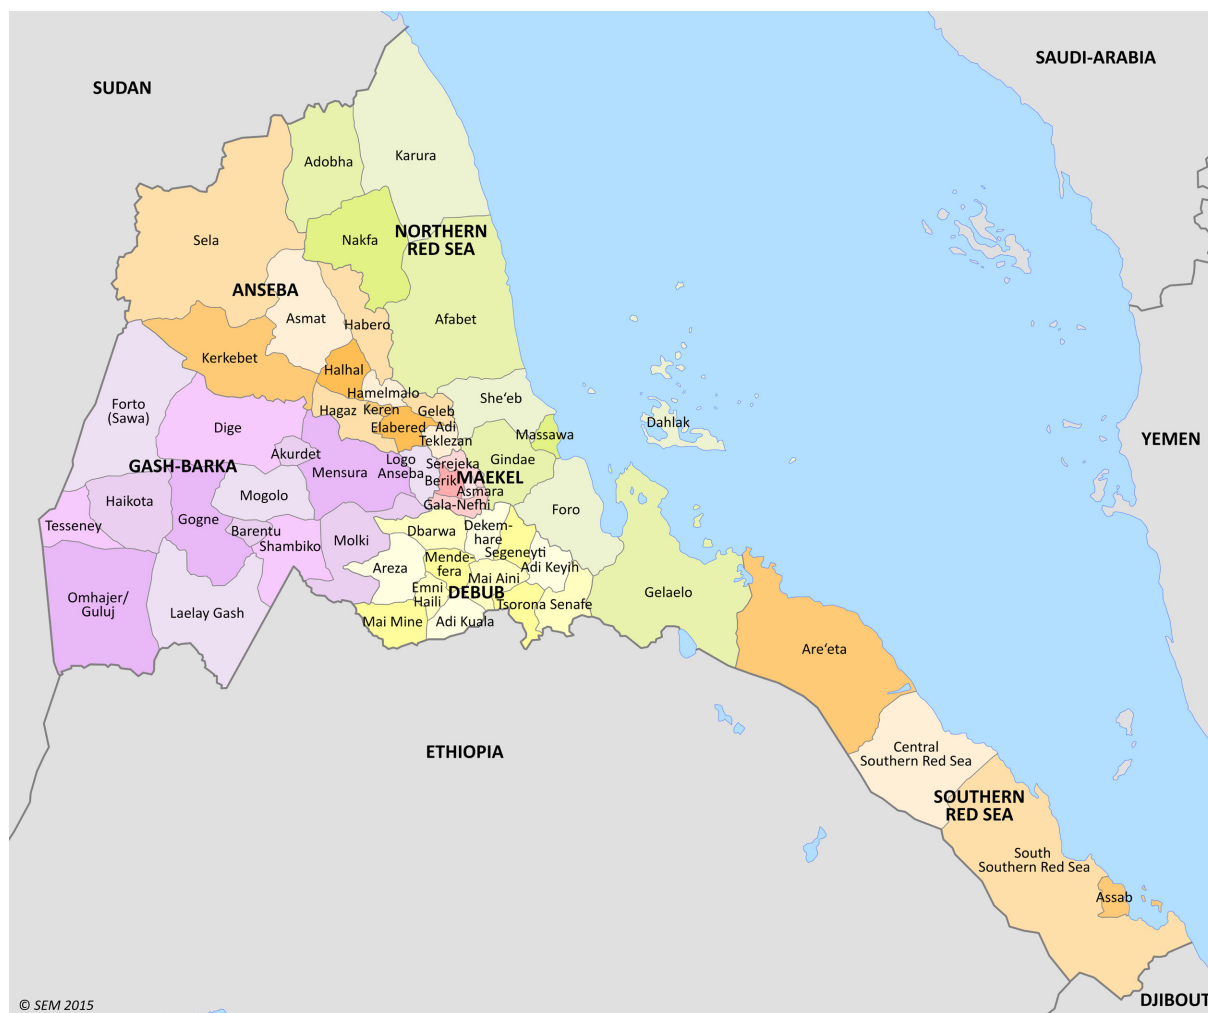 SAUDI-ARABIA
SUDAN
Karura
Adobha
NORTHERN
RED SEA
Nakfa
Sela
ANSEBA
Asmat
Habero
Afabet
Kerkebet
Halhal
Hamelmalo
She‘eb
Forto
(Sawa)
Hagaz
Keren
Geleb
Dahlak
Dige
Elabered
Adi
Teklezan
Massawa
YEMEN
Akurdet
Logo
Anseba
Gindae
GASH-BARKA
Mensura
Serejeka
MAEKEL
Berik
Asmara
Haikota
Mogolo
Gala-Nefhi
Foro
Tesseney
Gogne
Barentu
Shambiko
Molki
Dbarwa
Dekem-
hare
Segeneyti
Areza
Mende-
fera
Adi Keyih
Mai Aini
Omhajer/
Guluj
Laelay Gash
Emni
Haili
DEBUB
Tsorona
Senafe
Gelaelo
Mai Mine
Adi Kuala
Are‘eta
ETHIOPIA
Central
Southern Red Sea
SOUTHERN
RED SEA
South
Southern Red Sea
Assab
© SEM 2015
DJIBOUT